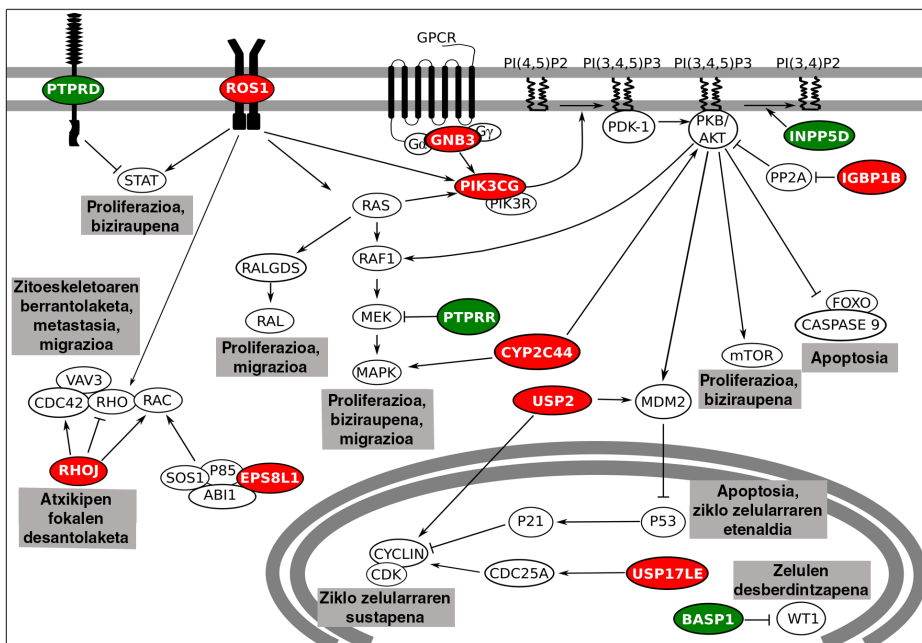 GPCR
PI(4,5)P2
PI(3,4,5)P3
PI(3,4,5)P3
PI(3,4)P2
PTPRD
ROS1
Gα
GNB3
Gγ
PDK-1
PKB/
AKT
INPP5D
STAT
Proliferazioa,
biziraupena
PIK3CG
PIK3R
PP2A
IGBP1B
RAS
RALGDS
RAF1
Zitoeskeletoaren
berrantolaketa,
metastasia,
migrazioa
RAL
Proliferazioa,
migrazioa
MEK
PTPRR
FOXO
CASPASE 9
Apoptosia
CYP2C44
MAPK
mTOR
Proliferazioa,
biziraupena
Proliferazioa,
biziraupena,
migrazioa
VAV3
CDC42
RHO
RAC
USP2
MDM2
RHOJ
Atxikipen
fokalen
desantolaketa
SOS1
P85
EPS8L1
ABI1
Apoptosia,
ziklo zelularraren
etenaldia
P21
P53
CYCLIN
CDK
CDC25A
USP17LE
Ziklo zelularraren
sustapena
Zelulen
desberdintzapena
BASP1
WT1